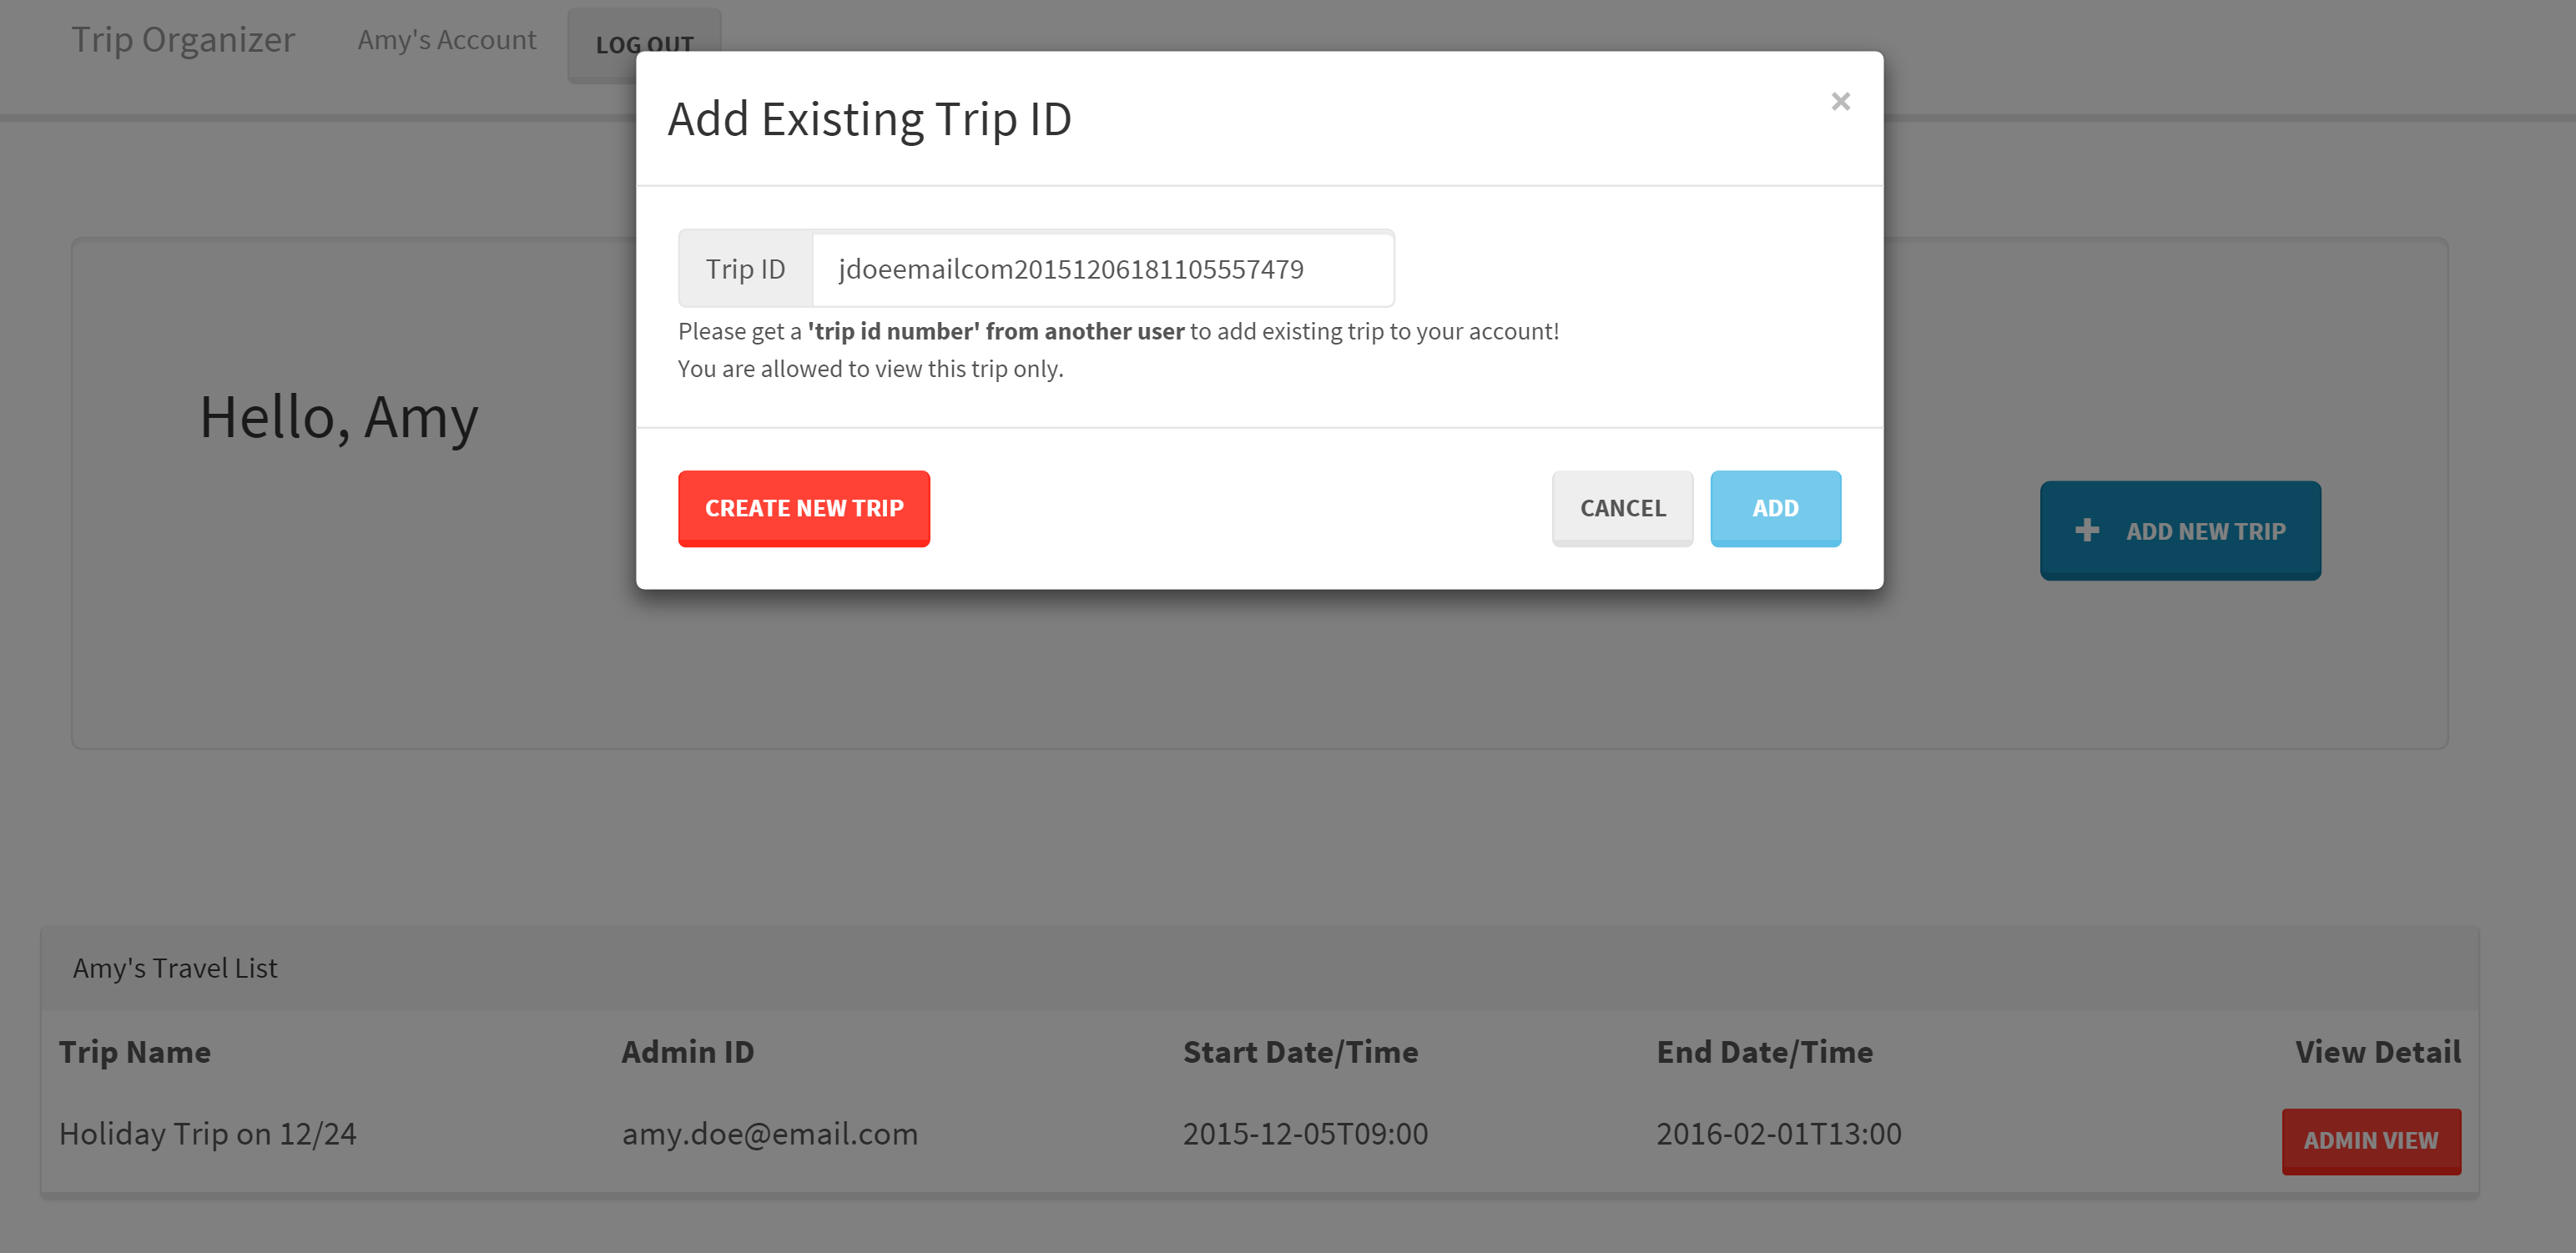 Trip Organizer Amy's Account LOG OUT
Add Existing Trip ID ×
Trip ID jdoeemailcom20151206181105557479
Please get a 'trip id number' from another user to add existing trip to your account!
You are allowed to view this trip only.
Hello, Amy
CREATE NEW TRIP CANCEL ADD
ADD NEW TRIP
Amy's Travel List
Trip Name Admin ID Start Date/Time End Date/Time View Detail
Holiday Trip on 12/24 amy.doe@email.com 2015-12-05T09:00 2016-02-01T13:00 ADMIN VIEW